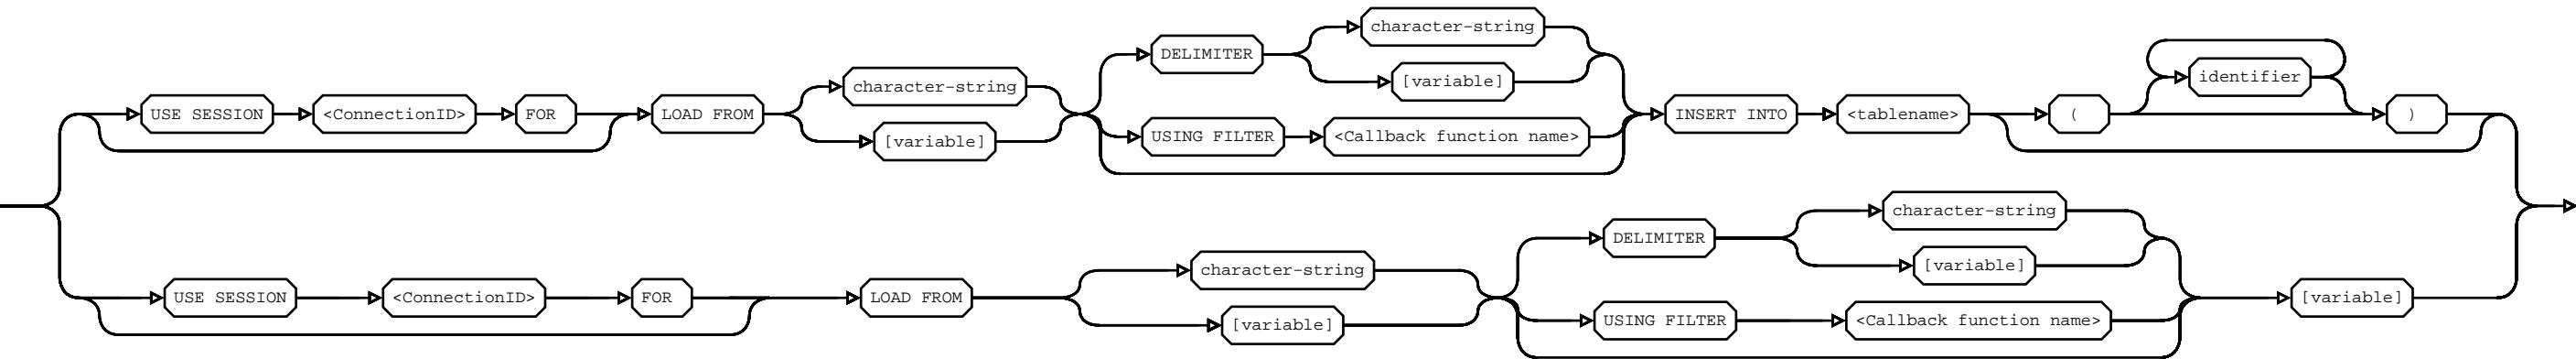 character-string
DELIMITER
[variable]
identifier
character-string
USE SESSION <ConnectionID> FOR LOAD FROM INSERT INTO <tablename> ( )
[variable]
USING FILTER <Callback function name>
character-string
DELIMITER
[variable]
character-string
USE SESSION <ConnectionID> FOR LOAD FROM [variable]
[variable]
USING FILTER <Callback function name>